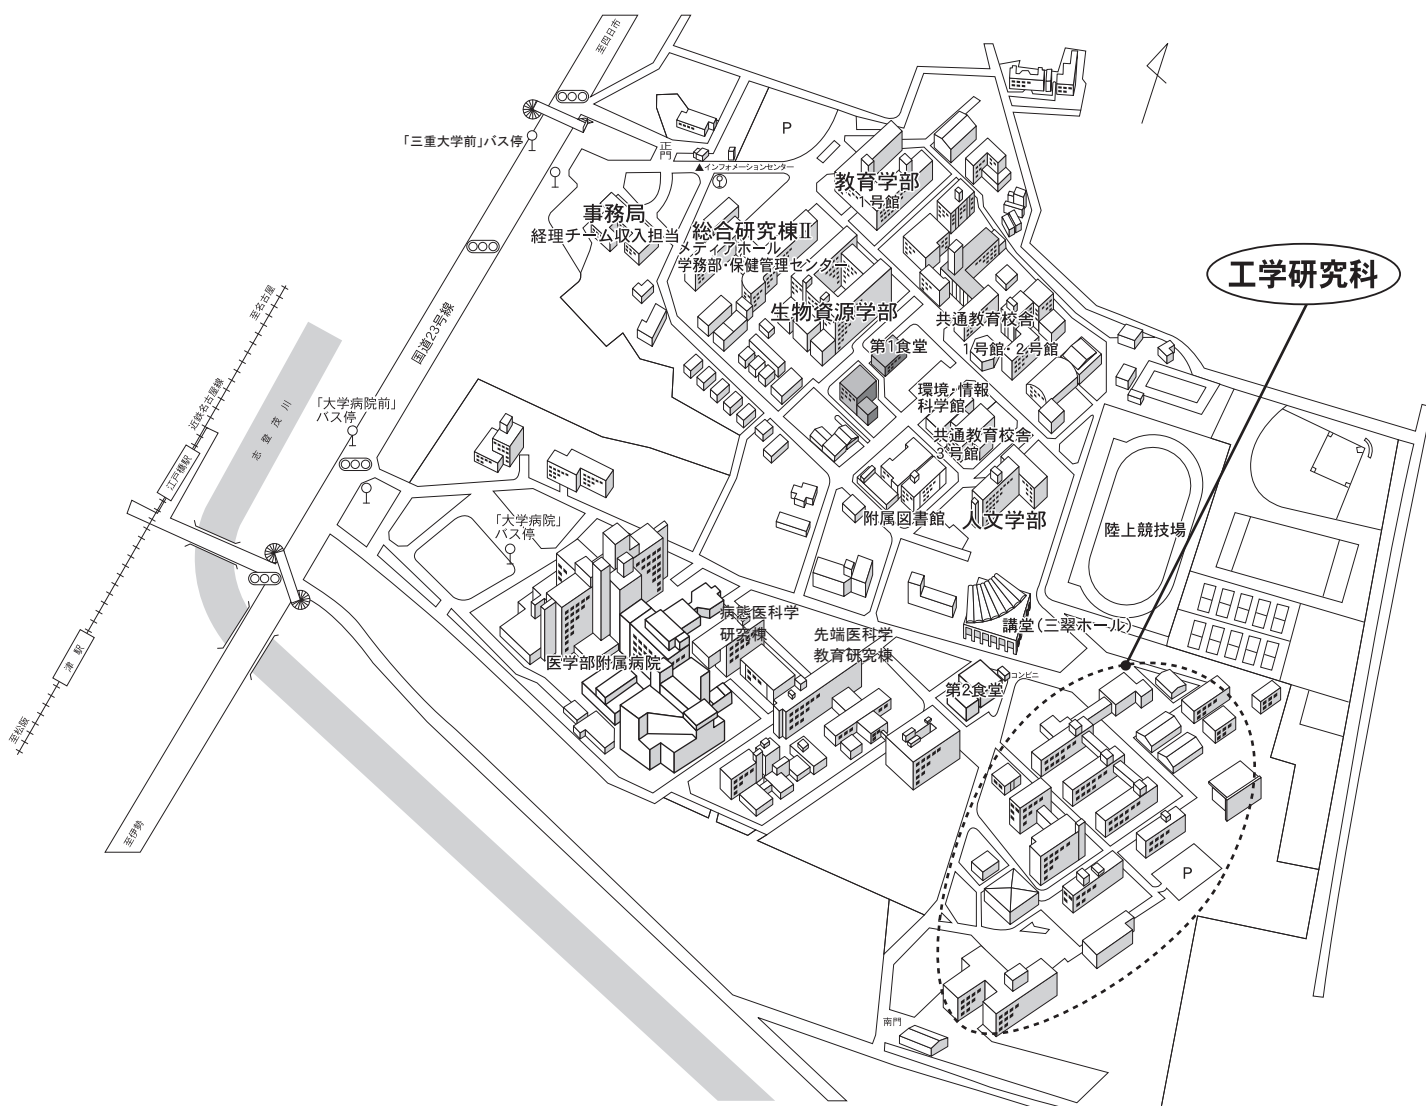 至四日市
「三重大学前」バス停
正門
P
▲インフォメーションセンター
教育学部
1号館
事務局
経理チーム収入担当
総合研究棟Ⅱ
メディアホール
学務部・保健管理センター
工学研究科
至名古屋
国道23号線
生物資源学部
共通教育校舎
1号館・2号館
第1食堂
近鉄名古屋線
志登茂川
「大学病院前」
バス停
環境・情報
科学館
共通教育校舎
3号館
江戸橋駅
「大学病院」
バス停
附属図書館
人文学部
陸上競技場
病態医科学
研究棟
先端医科学
教育研究棟
講堂(三翠ホール)
医学部附属病院
津駅
コンビニ
第2食堂
至松阪
至伊勢
P
南門